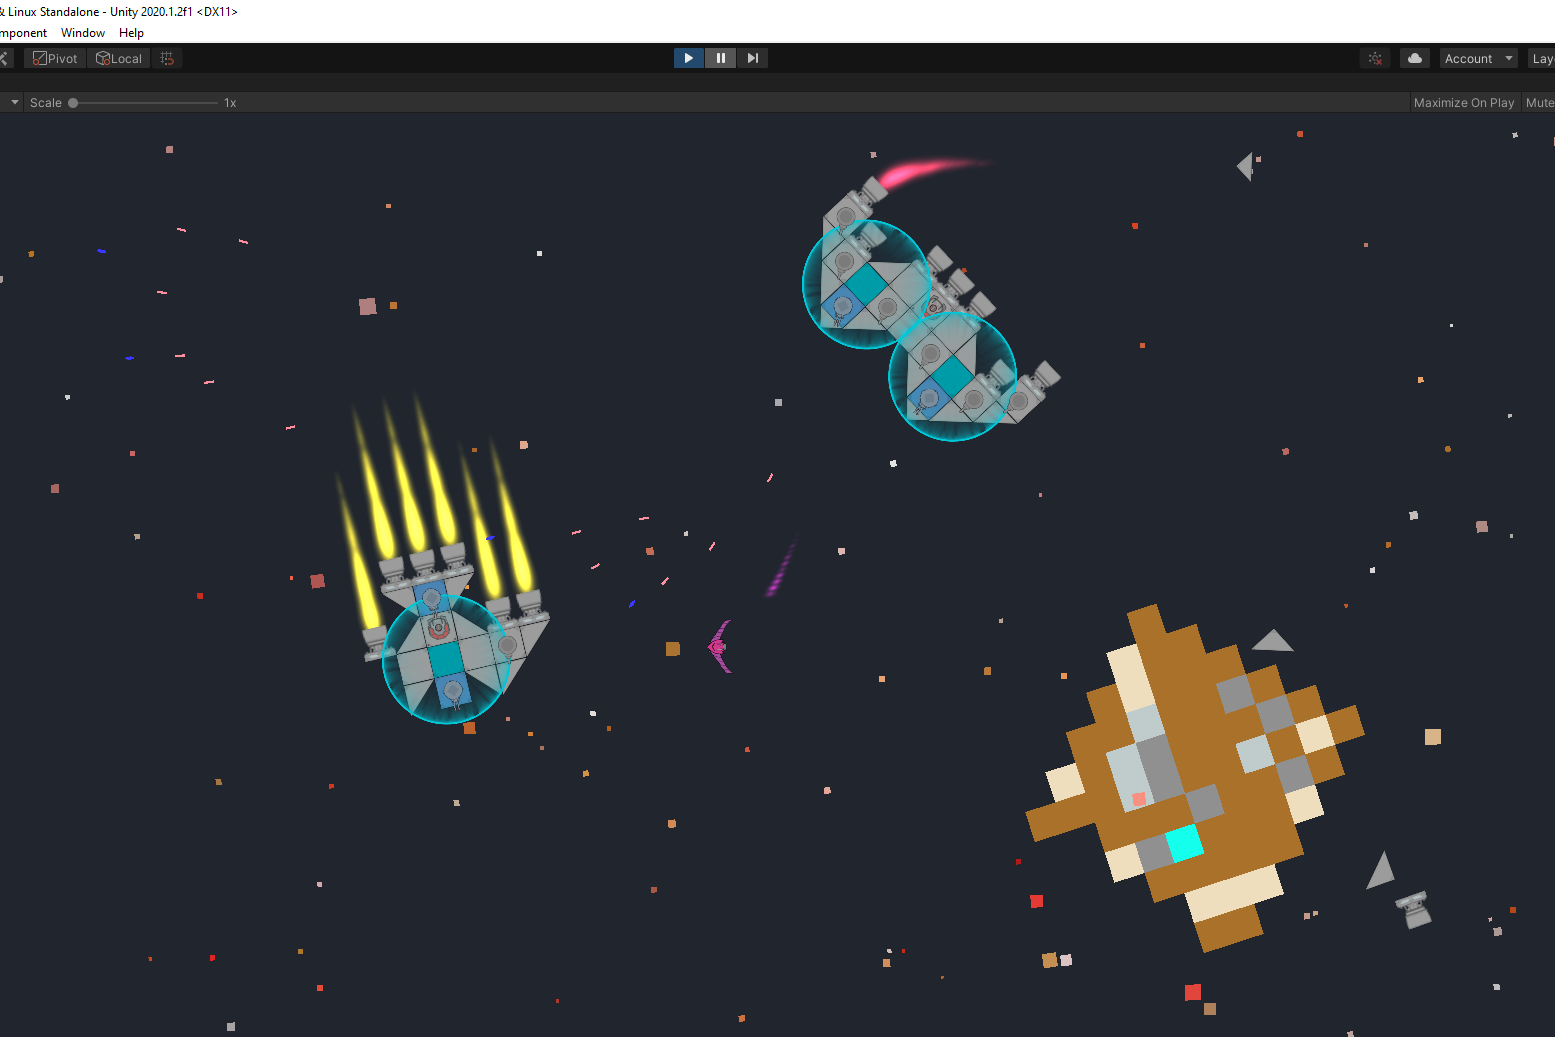 & Linux Standalone - Unity 2020.1.2f1 <DX11>
mponent Window Help
Pivot Local Account Lay
Scale 1x Maximize On Play Mute